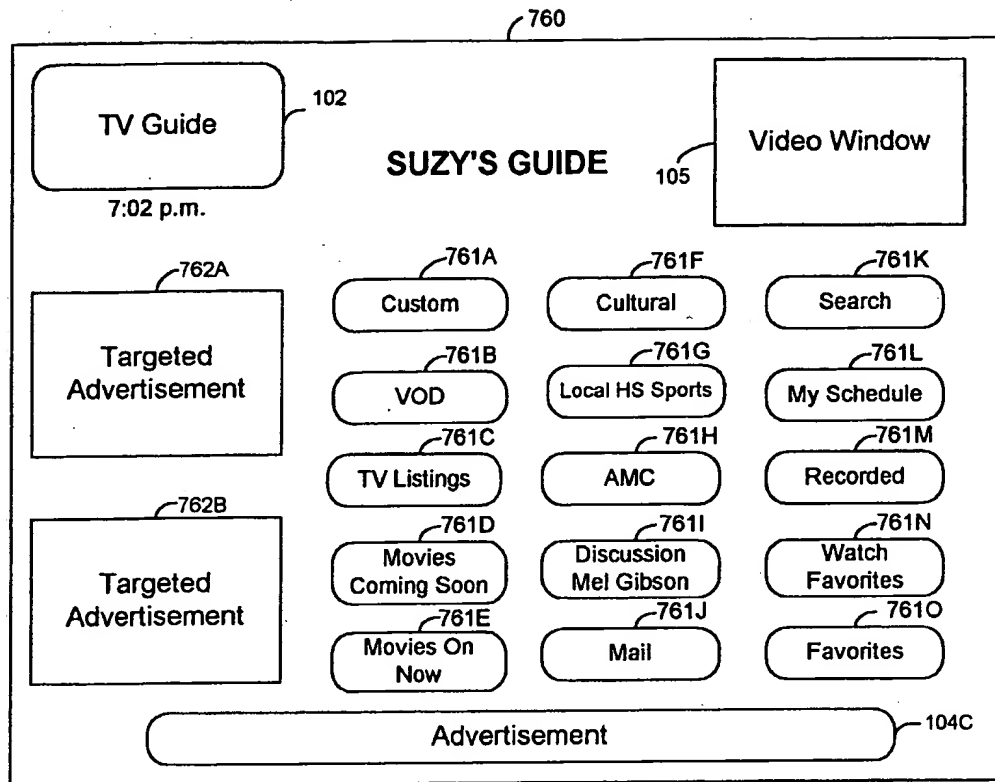 760
TV Guide
102
SUZY'S GUIDE
105
Video Window
7:02 p.m.
762A
Targeted
Advertisement
762B
Targeted
Advertisement
761A
Custom
761B
VOD
761C
TV Listings
761D
Movies
Coming Soon
761E
Movies On
Now
761F
Cultural
761G
Local HS Sports
761H
AMC
761I
Discussion
Mel Gibson
761J
Mail
761K
Search
761L
My Schedule
761M
Recorded
761N
Watch
Favorites
761O
Favorites
Advertisement
104C